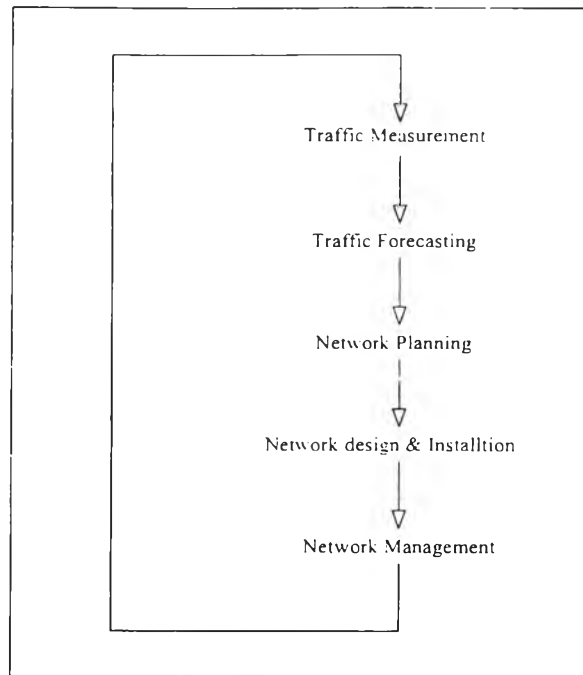 Traffic Measurement
Traffic Forecasting
Network Planning
Network design & Installtion
Network Management